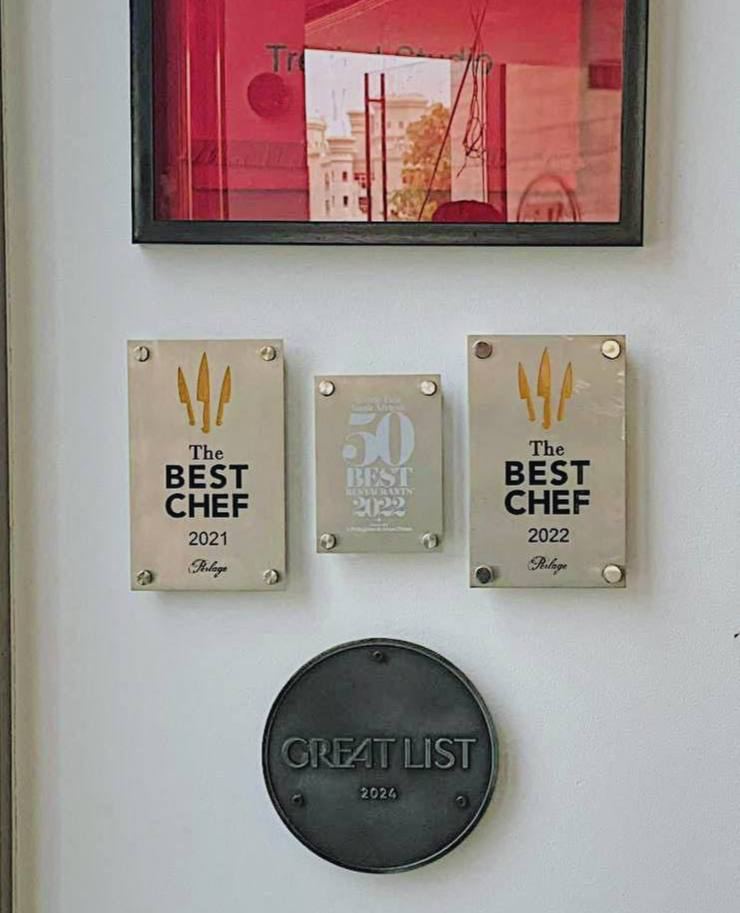 The
BEST
CHEF
2021
Perlage
50
BEST
RESTAURANTS
2022
The
BEST
CHEF
2022
Perlage
GREAT LIST
2024